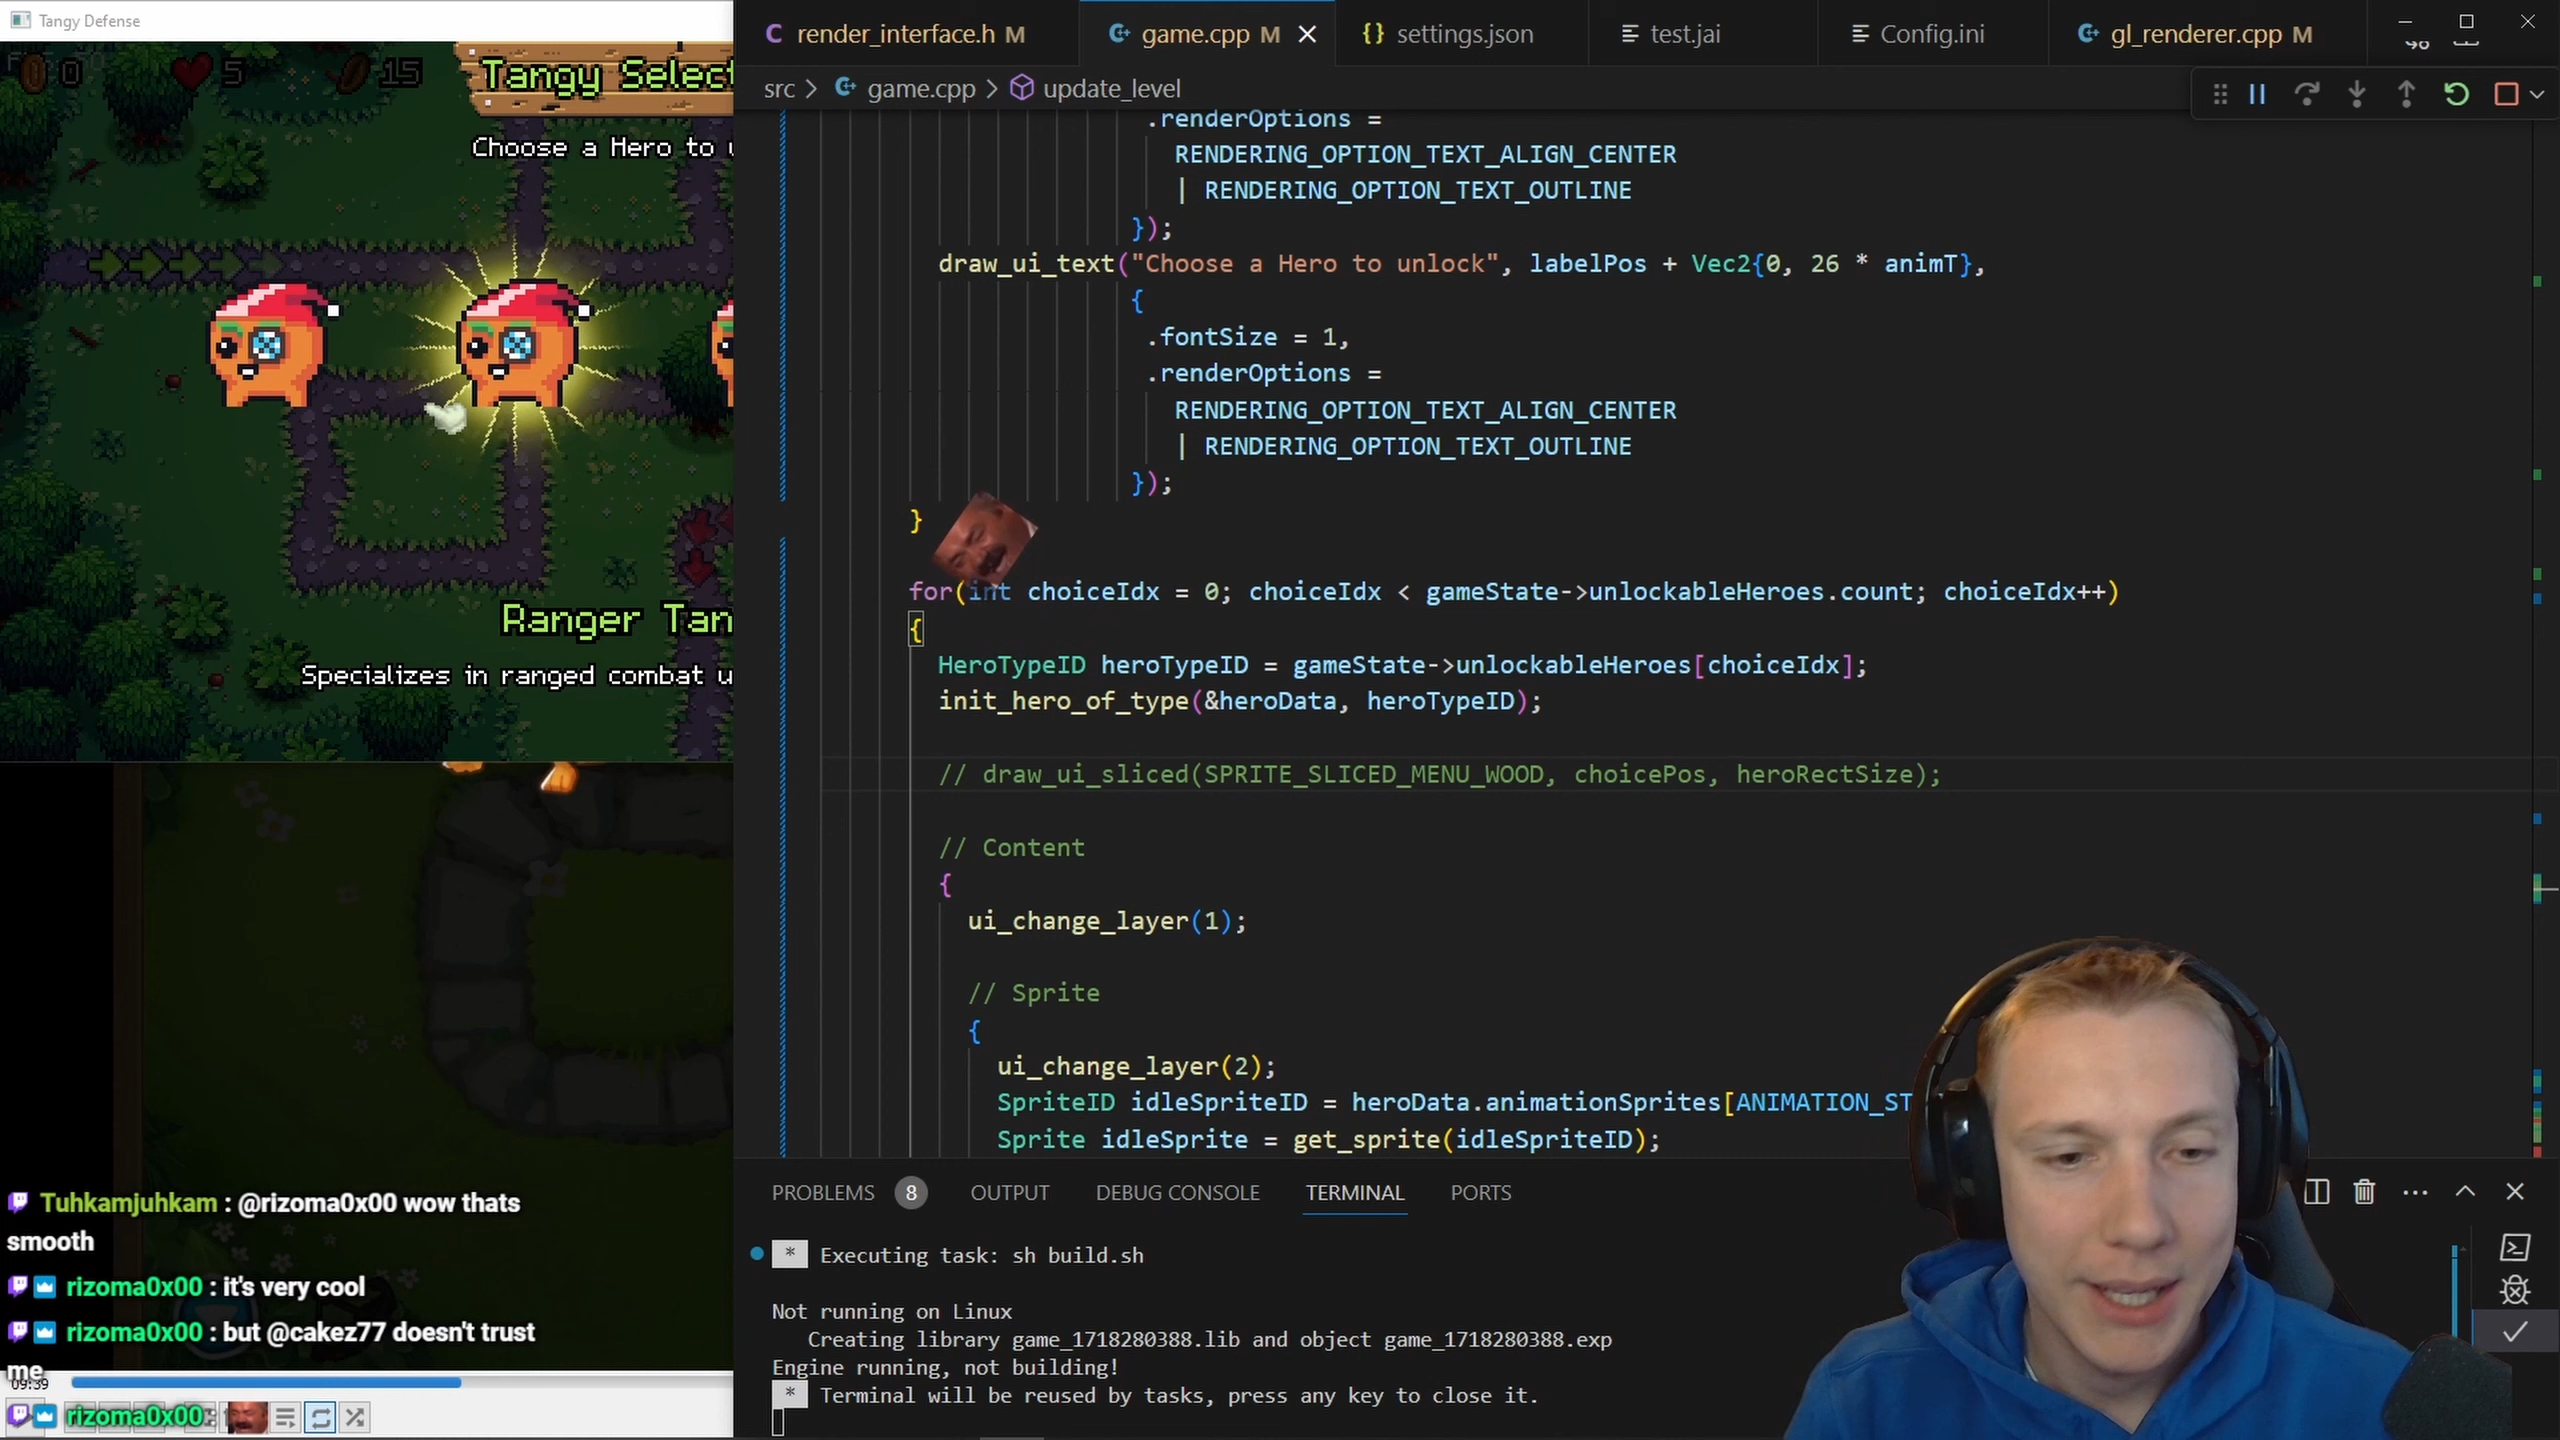 Tangy Defense
0 5 15
Tangy Select
Choose a Hero to
Ranger Tan
Specializes in ranged combat
Tuhkamjuhkam : @rizoma0x00 wow thats
smooth
rizoma0x00 : it's very cool
rizoma0x00 : but @cakez77 doesn't trust
me
09:39
rizoma0x00:
render_interface.h M
game.cpp M
settings.json
test.jai
Config.ini
gl_renderer.cpp M
src > game.cpp > update_level
.renderOptions =
RENDERING_OPTION_TEXT_ALIGN_CENTER
| RENDERING_OPTION_TEXT_OUTLINE
});
draw_ui_text("Choose a Hero to unlock", labelPos + Vec2{0, 26 * animT},
{
.fontSize = 1,
.renderOptions =
RENDERING_OPTION_TEXT_ALIGN_CENTER
| RENDERING_OPTION_TEXT_OUTLINE
});
}
for(int choiceIdx = 0; choiceIdx < gameState->unlockableHeroes.count; choiceIdx++)
{
HeroTypeID heroTypeID = gameState->unlockableHeroes[choiceIdx];
init_hero_of_type(&heroData, heroTypeID);
// draw_ui_sliced(SPRITE_SLICED_MENU_WOOD, choicePos, heroRectSize);
// Content
{
ui_change_layer(1);
// Sprite
{
ui_change_layer(2);
SpriteID idleSpriteID = heroData.animationSprites[ANIMATION_ST
Sprite idleSprite = get_sprite(idleSpriteID);
PROBLEMS 8 OUTPUT DEBUG CONSOLE TERMINAL PORTS
* Executing task: sh build.sh
Not running on Linux
Creating library game_1718280388.lib and object game_1718280388.exp
Engine running, not building!
* Terminal will be reused by tasks, press any key to close it.